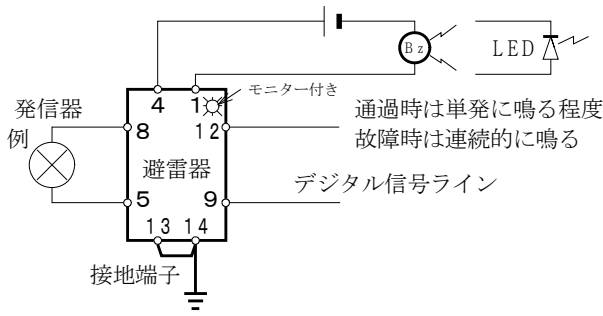 Bz
LED
モニター付き
発信器
例
4
1
8
12
避雷器
5
9
13 14
接地端子
通過時は単発に鳴る程度
故障時は連続的に鳴る
デジタル信号ライン